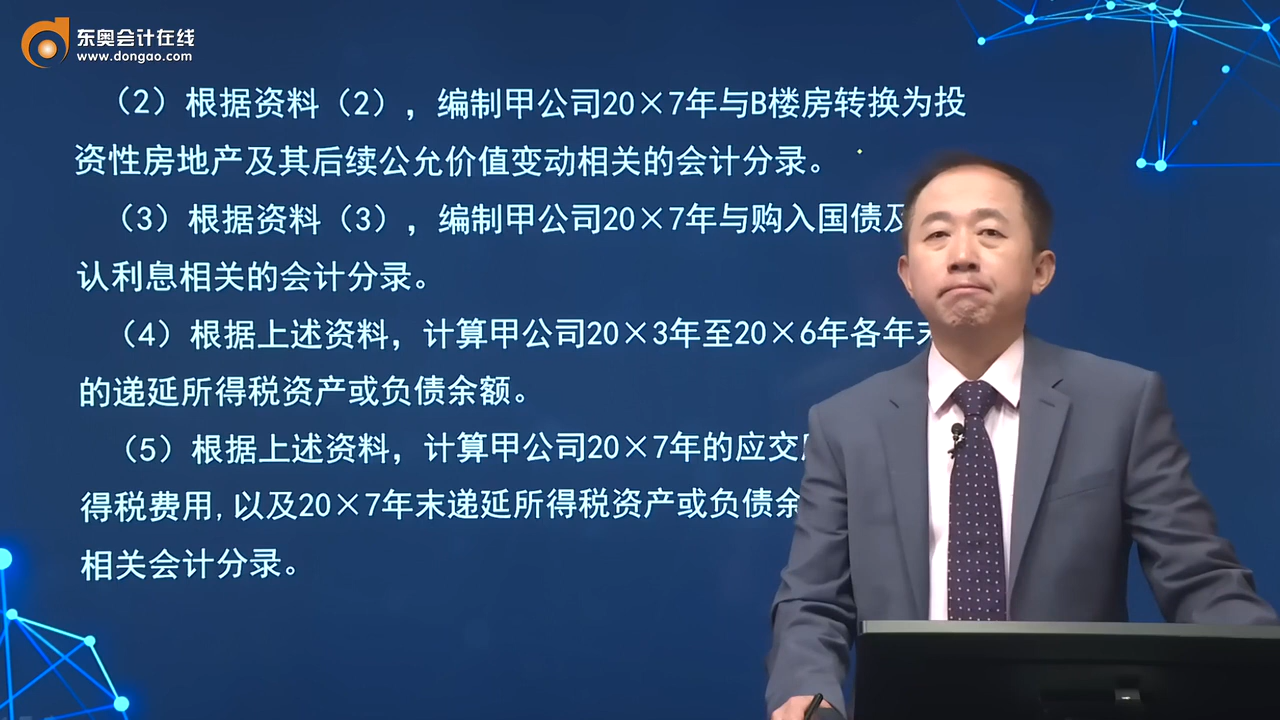 东奥会计在线
www.dongao.com
（2）根据资料（2），编制甲公司20×7年与B楼房转换为投
资性房地产及其后续公允价值变动相关的会计分录。
（3）根据资料（3），编制甲公司20×7年与购入国债及
认利息相关的会计分录。
（4）根据上述资料，计算甲公司20×3年至20×6年各年末
的递延所得税资产或负债余额。
（5）根据上述资料，计算甲公司20×7年的应交
得税费用,以及20×7年末递延所得税资产或负债余
相关会计分录。